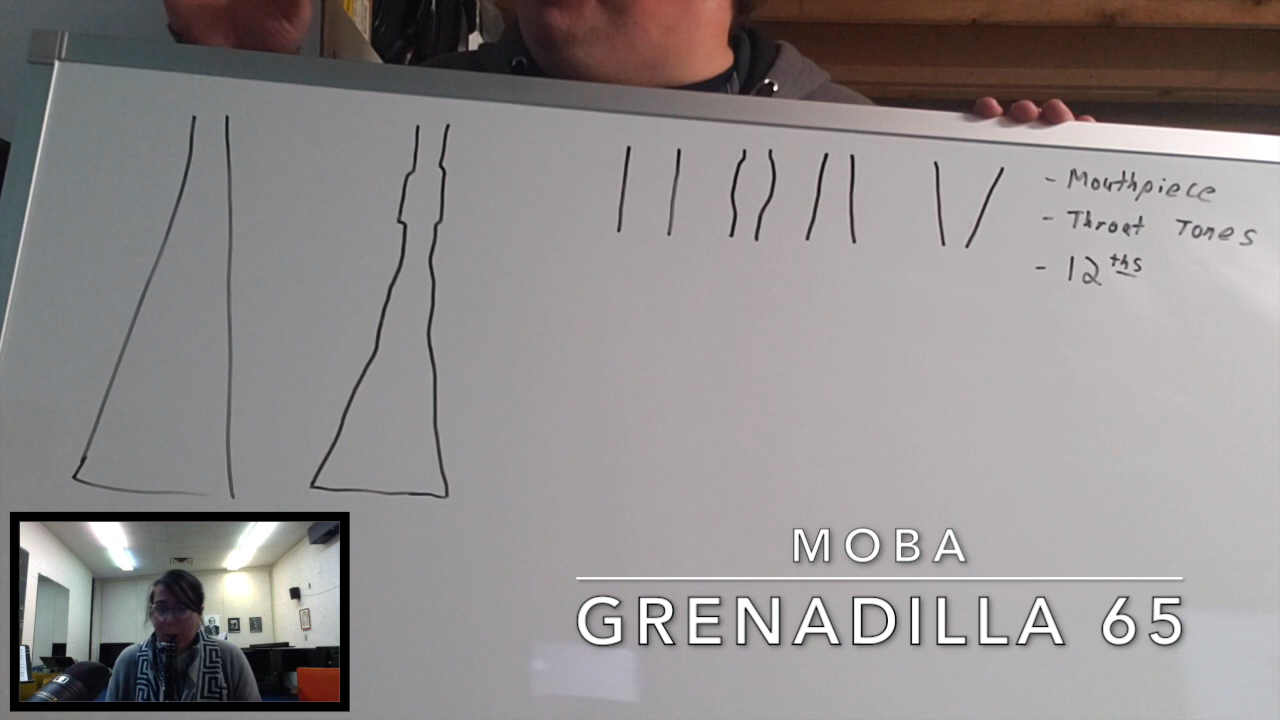 - Mouthpiece
- Throat Tones
- 12ths
MOBA
GRENADILLA 65